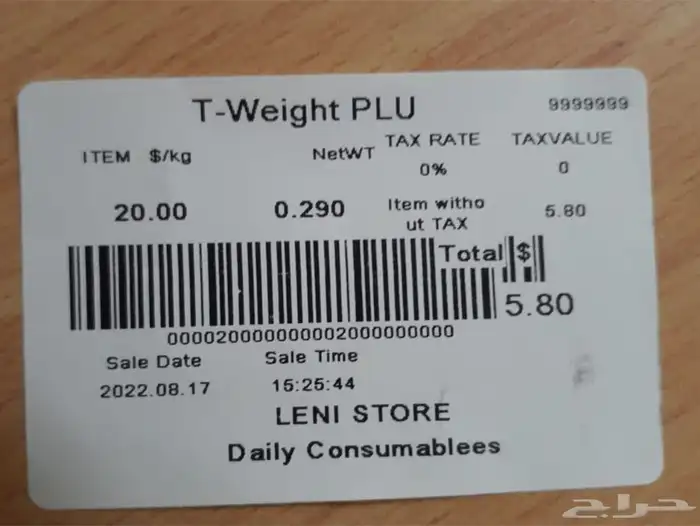 T-Weight PLU 9999999
ITEM $/kg NetWT TAX RATE TAXVALUE
0% 0
20.00 0.290 Item witho 5.80
ut TAX
Total $
5.80
0000200000000002000000000
Sale Date Sale Time
2022.08.17 15:25:44
LENI STORE
Daily Consumablees
حراج